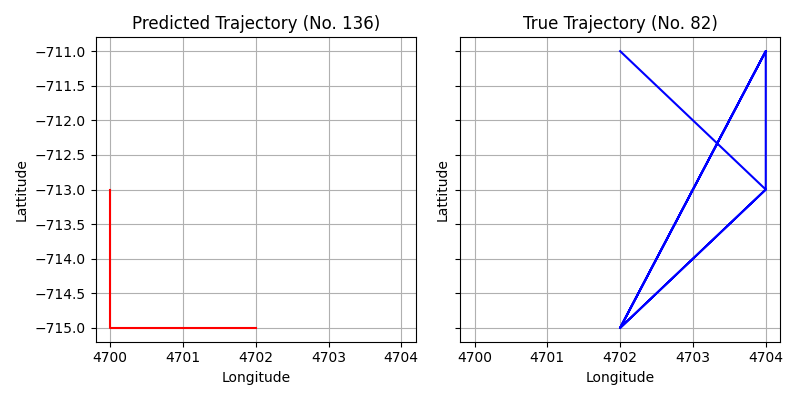 Predicted Trajectory (No. 136)
True Trajectory (No. 82)
−711.0
−711.5
−712.0
−712.5
−713.0
−713.5
−714.0
−714.5
−715.0
Lattitude
Lattitude
4700 4701 4702 4703 4704
4700 4701 4702 4703 4704
Longitude
Longitude